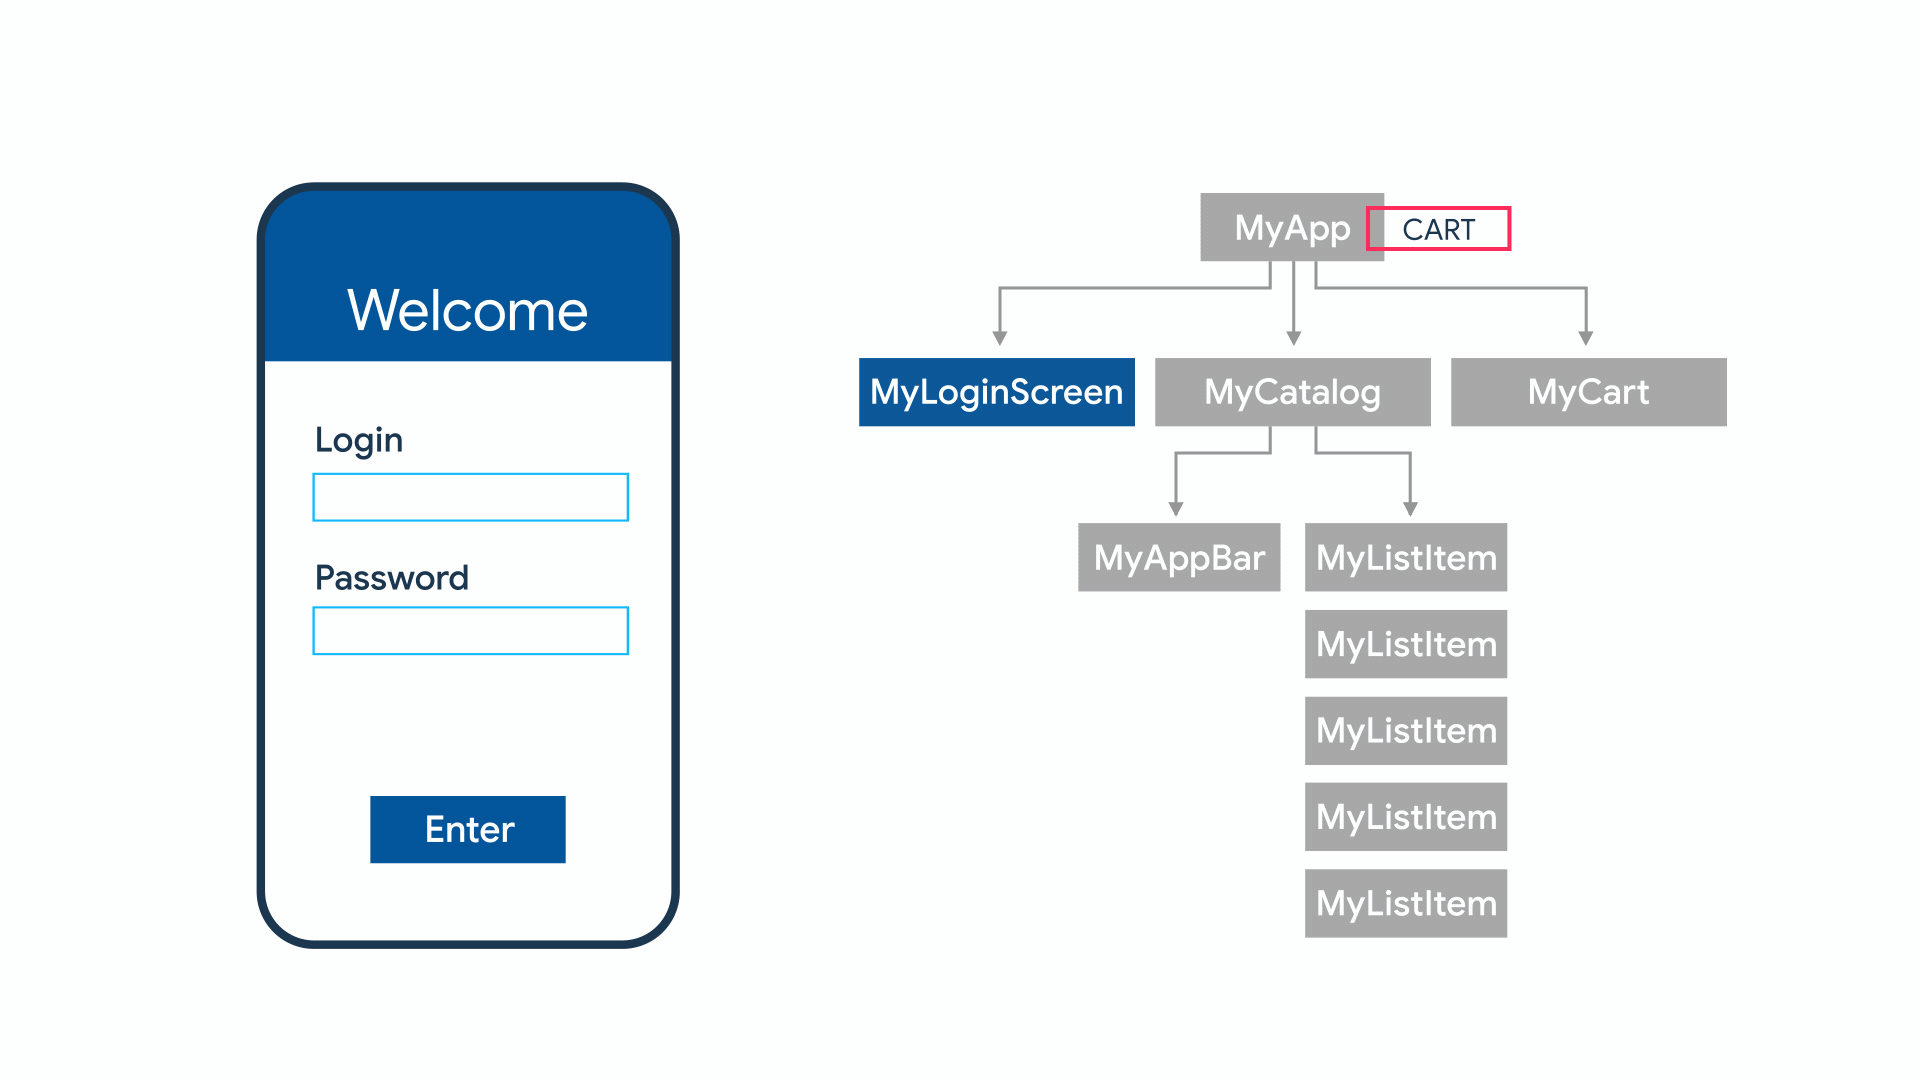 Welcome
Login
Password
Enter
MyApp
CART
MyLoginScreen
MyCatalog
MyCart
MyAppBar
MyListItem
MyListItem
MyListItem
MyListItem
MyListItem